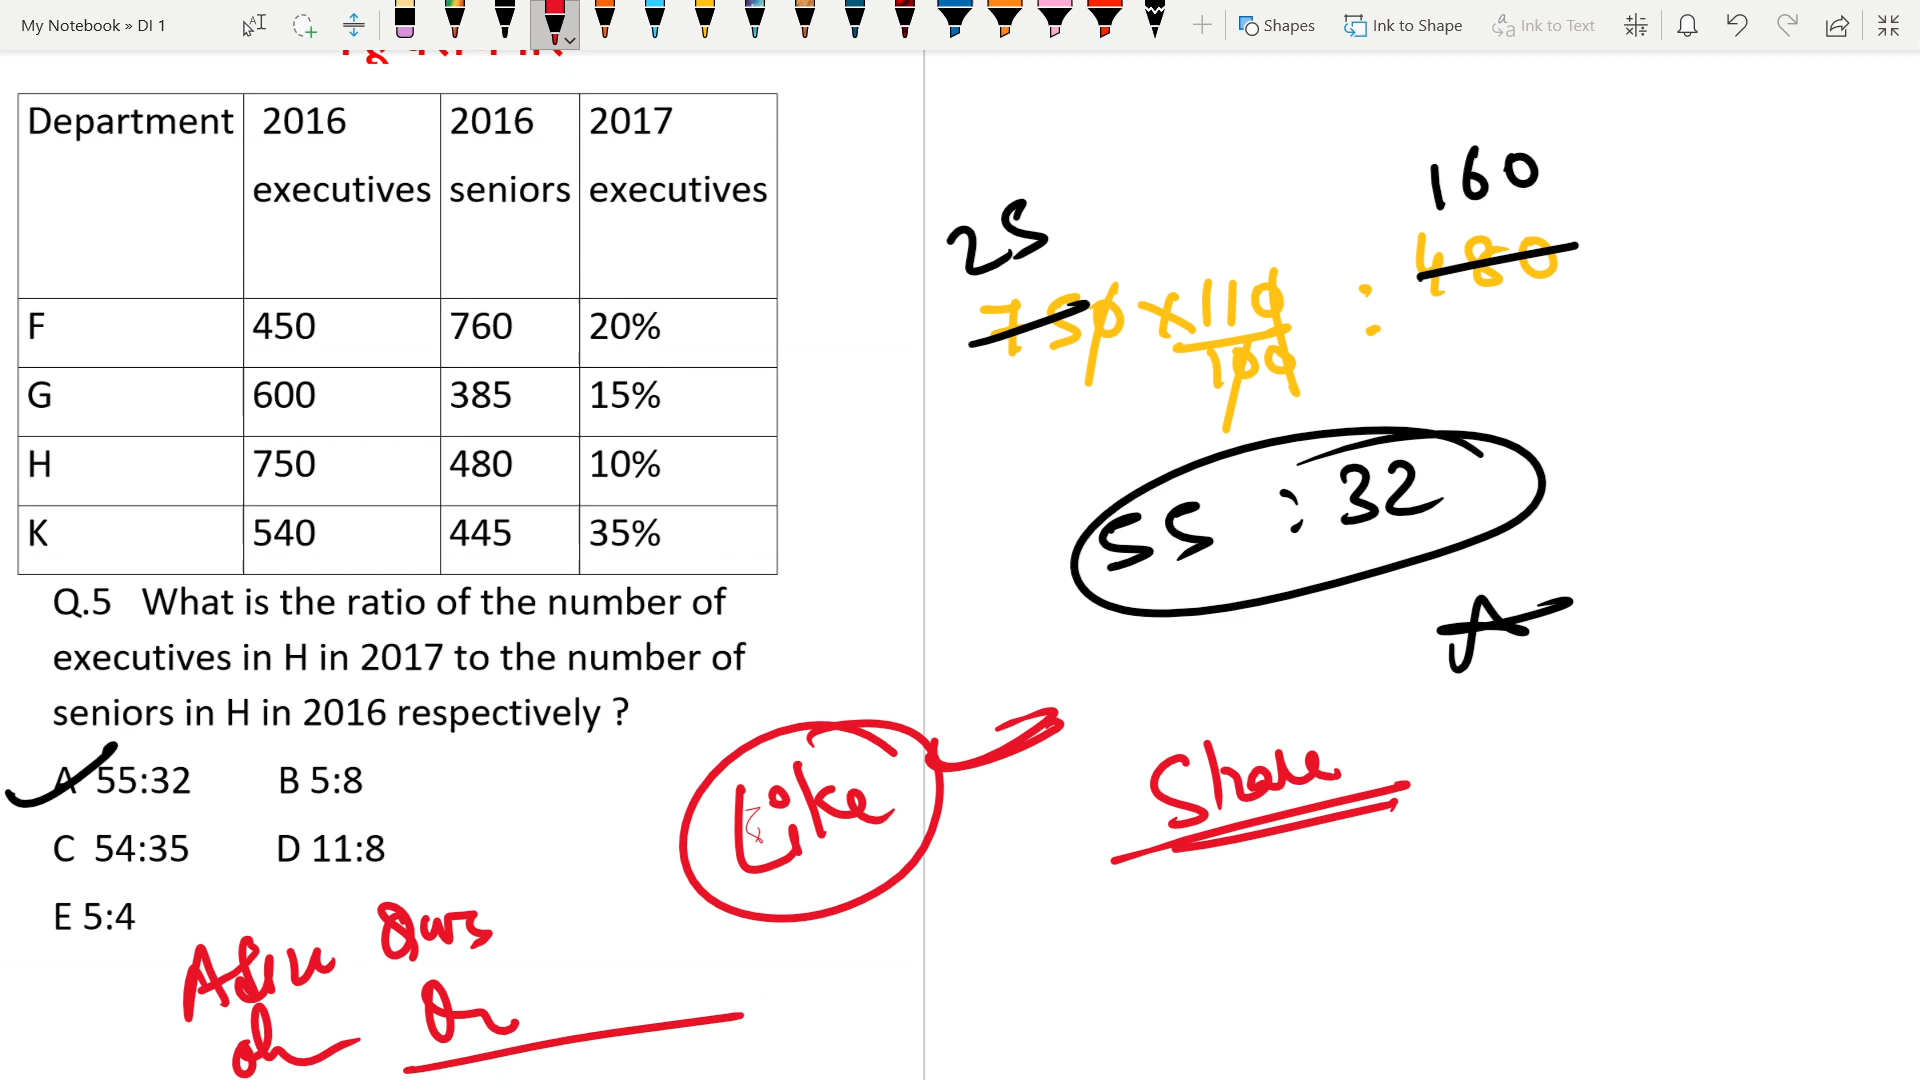 My Notebook » DI 1
Shapes
Ink to Shape
Ink to Text
Department 2016 executives 2016 seniors 2017 executives
F 450 760 20%
G 600 385 15%
H 750 480 10%
K 540 445 35%
Q.5 What is the ratio of the number of
executives in H in 2017 to the number of
seniors in H in 2016 respectively ?
A 55:32 B 5:8
C 54:35 D 11:8
E 5:4
25 160
750 x 110/100 : 480
55 : 32
A
Like
Share